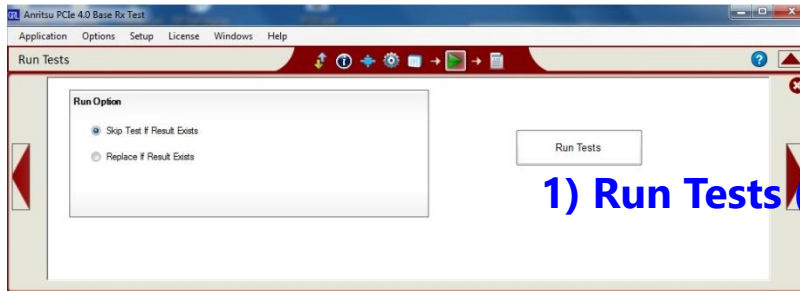 GRL Anritsu PCIe 4.0 Base Rx Test
Application Options Setup License Windows Help
Run Tests
Run Option
Skip Test If Result Exists
Replace If Result Exists
Run Tests
1) Run Tests (